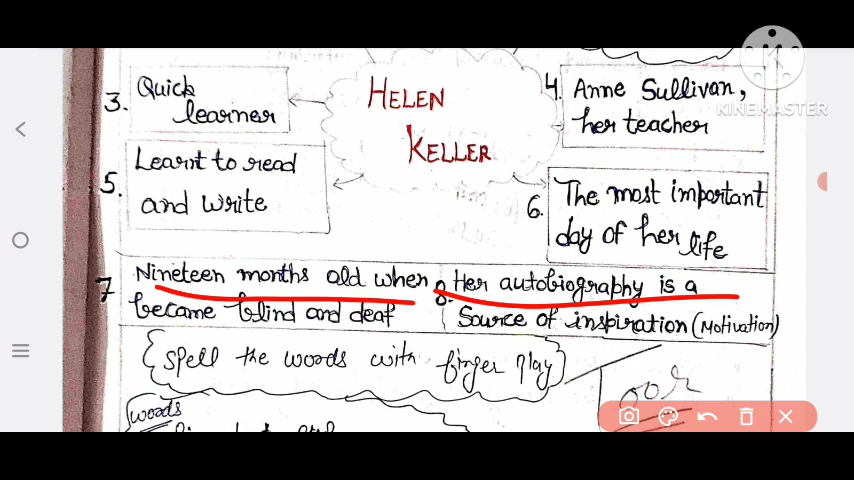 KINEMASTER
HELEN
KELLER
3. Quick
learner
4. Anne Sullivan,
her teacher
5. Learnt to read
and write
6. The most important
day of her life
7 Nineteen months old when
became blind and deaf
8. Her autobiography is a
Source of inspiration (Motivation)
Spell the words with finger play
words